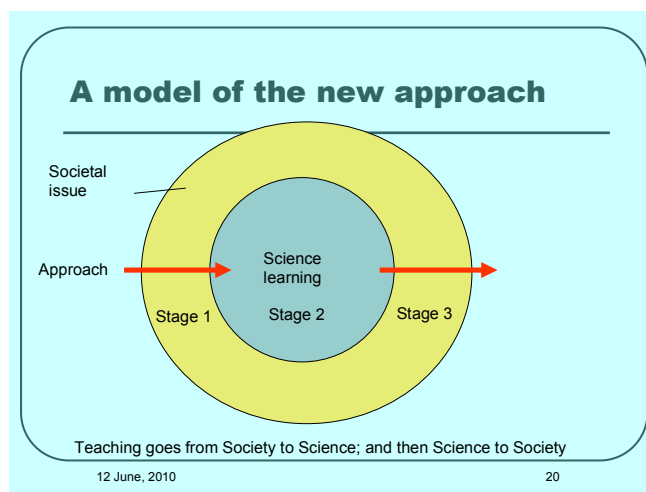 A model of the new approach
Societal
issue
Approach
Science
learning
Stage 1
Stage 2
Stage 3
Teaching goes from Society to Science; and then Science to Society
12 June, 2010
20